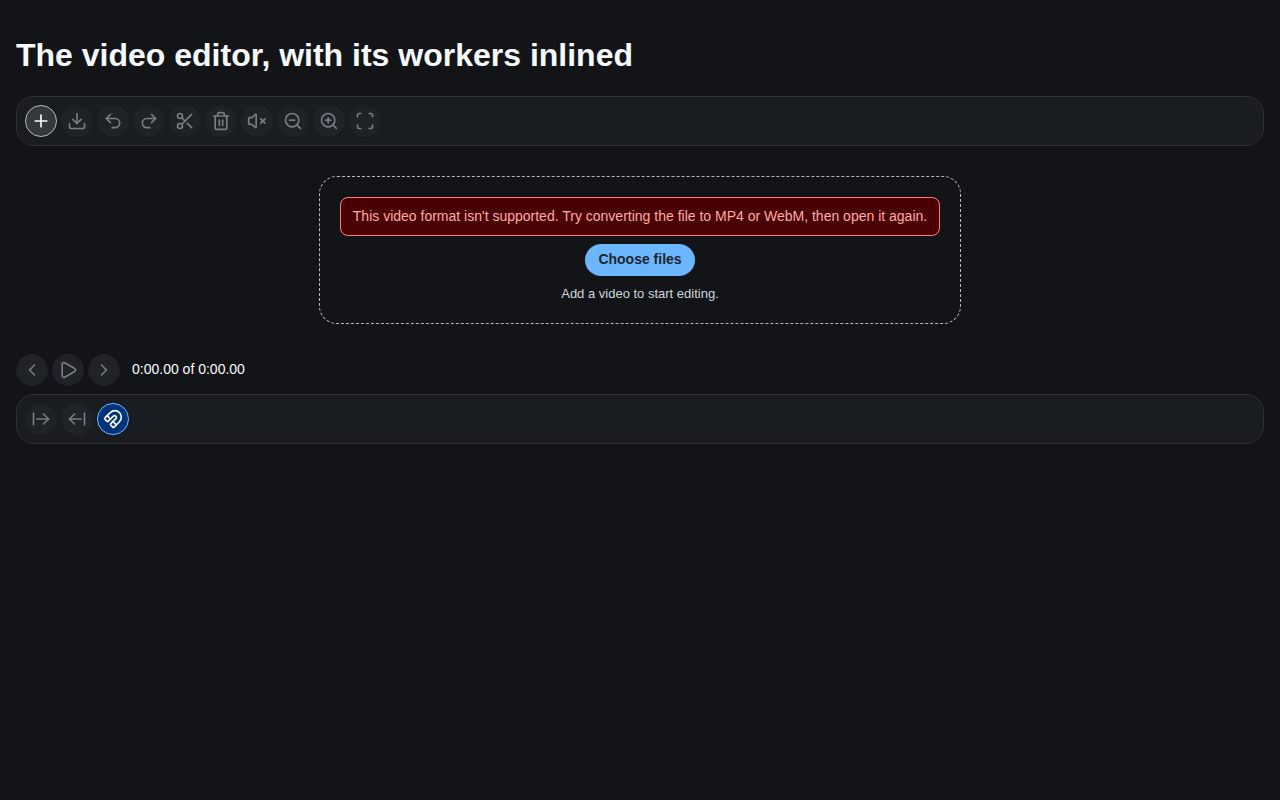 The video editor, with its workers inlined
This video format isn't supported. Try converting the file to MP4 or WebM, then open it again.
Choose files
Add a video to start editing.
0:00.00 of 0:00.00